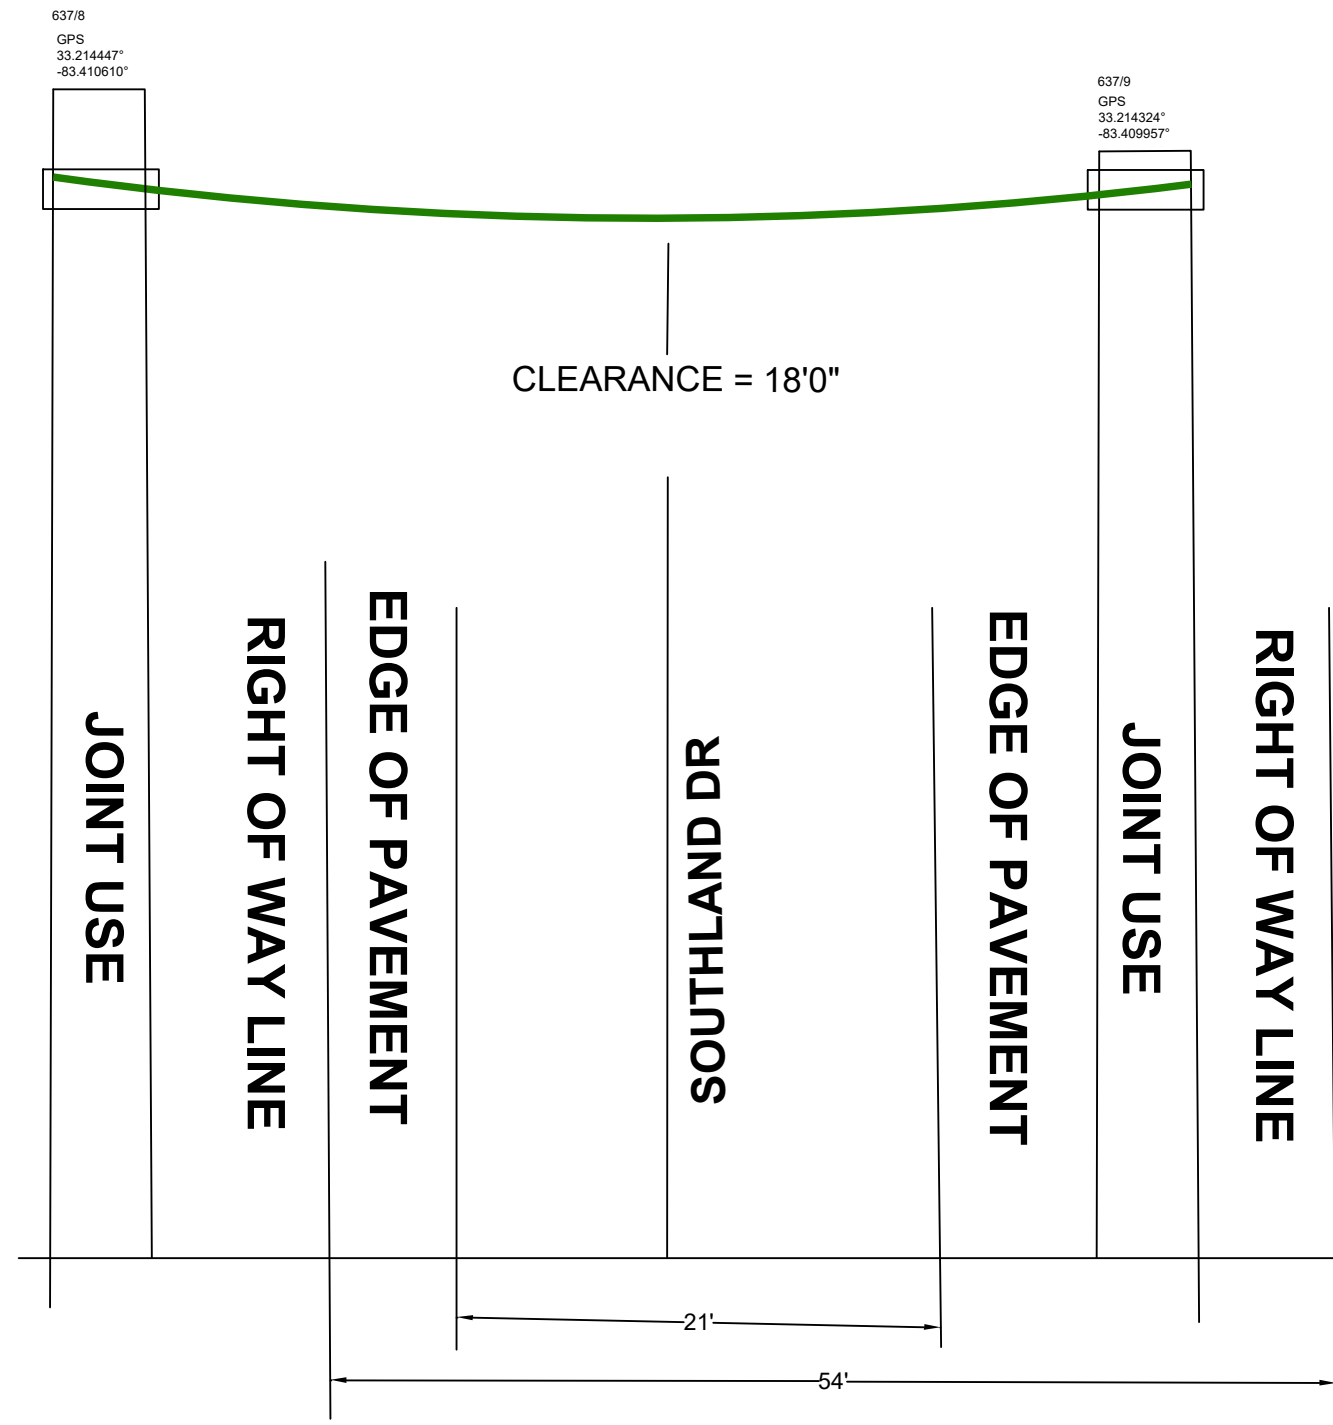 637/8
GPS
33.214447°
-83.410610°
637/9
GPS
33.214324°
-83.409957°
CLEARANCE = 18'0"
JOINT USE
RIGHT OF WAY LINE
EDGE OF PAVEMENT
SOUTHLAND DR
EDGE OF PAVEMENT
JOINT USE
RIGHT OF WAY LINE
21'
54'